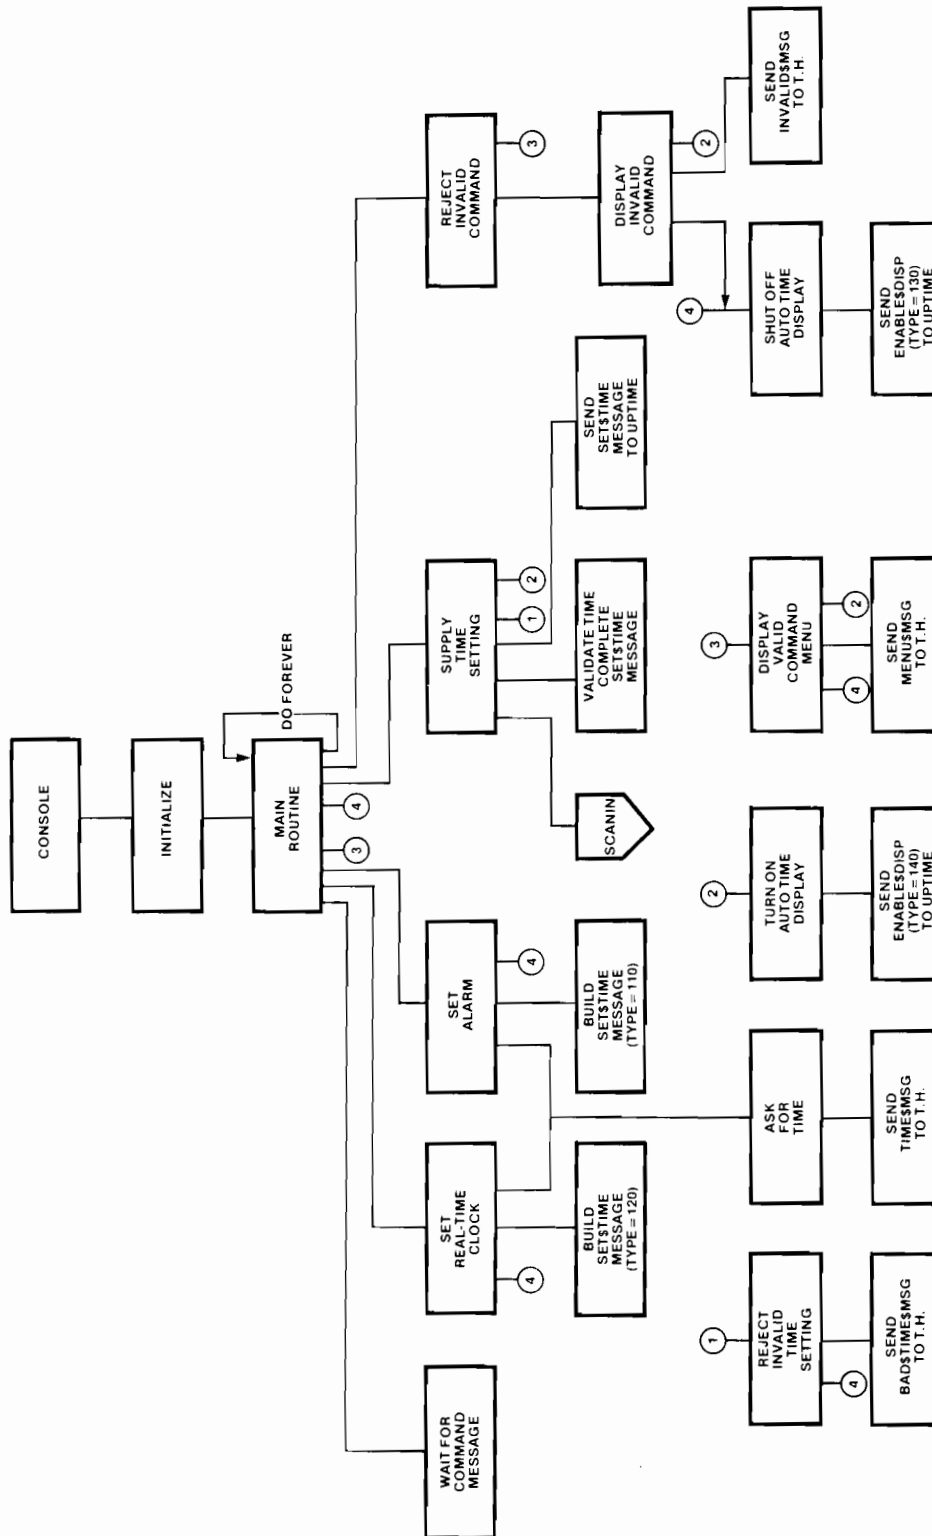 CONSOLE
INITIALIZE
MAIN
ROUTINE
DO FOREVER
3
4
WAIT FOR
COMMAND
MESSAGE
SET
REAL-TIME
CLOCK
4
SET
ALARM
4
SUPPLY
TIME
SETTING
1
2
REJECT
INVALID
COMMAND
3
BUILD
SET$TIME
MESSAGE
(TYPE = 120)
BUILD
SET$TIME
MESSAGE
(TYPE = 110)
SCANIN
VALIDATE TIME
COMPLETE
SET$TIME
MESSAGE
SEND
SET$TIME
MESSAGE
TO UPTIME
DISPLAY
INVALID
COMMAND
2
1
REJECT
INVALID
TIME
SETTING
4
ASK
FOR
TIME
2
TURN ON
AUTO TIME
DISPLAY
3
DISPLAY
VALID
COMMAND
MENU
4
2
4
SHUT OFF
AUTO TIME
DISPLAY
SEND
INVALID$MSG
TO T.H.
SEND
BAD$TIME$MSG
TO T.H.
SEND
TIME$MSG
TO T.H.
SEND
ENABLE$DISP
(TYPE = 140)
TO UPTIME
SEND
MENU$MSG
TO T.H.
SEND
ENABLE$DISP
(TYPE = 130)
TO UPTIME